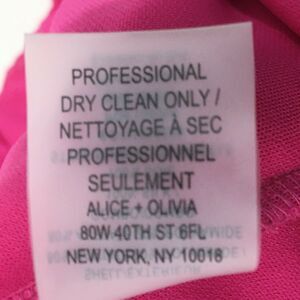 PROFESSIONAL
DRY CLEAN ONLY /
NETTOYAGE À SEC
PROFESSIONNEL
SEULEMENT
ALICE + OLIVIA
80W 40TH ST 6FL
NEW YORK, NY 10018